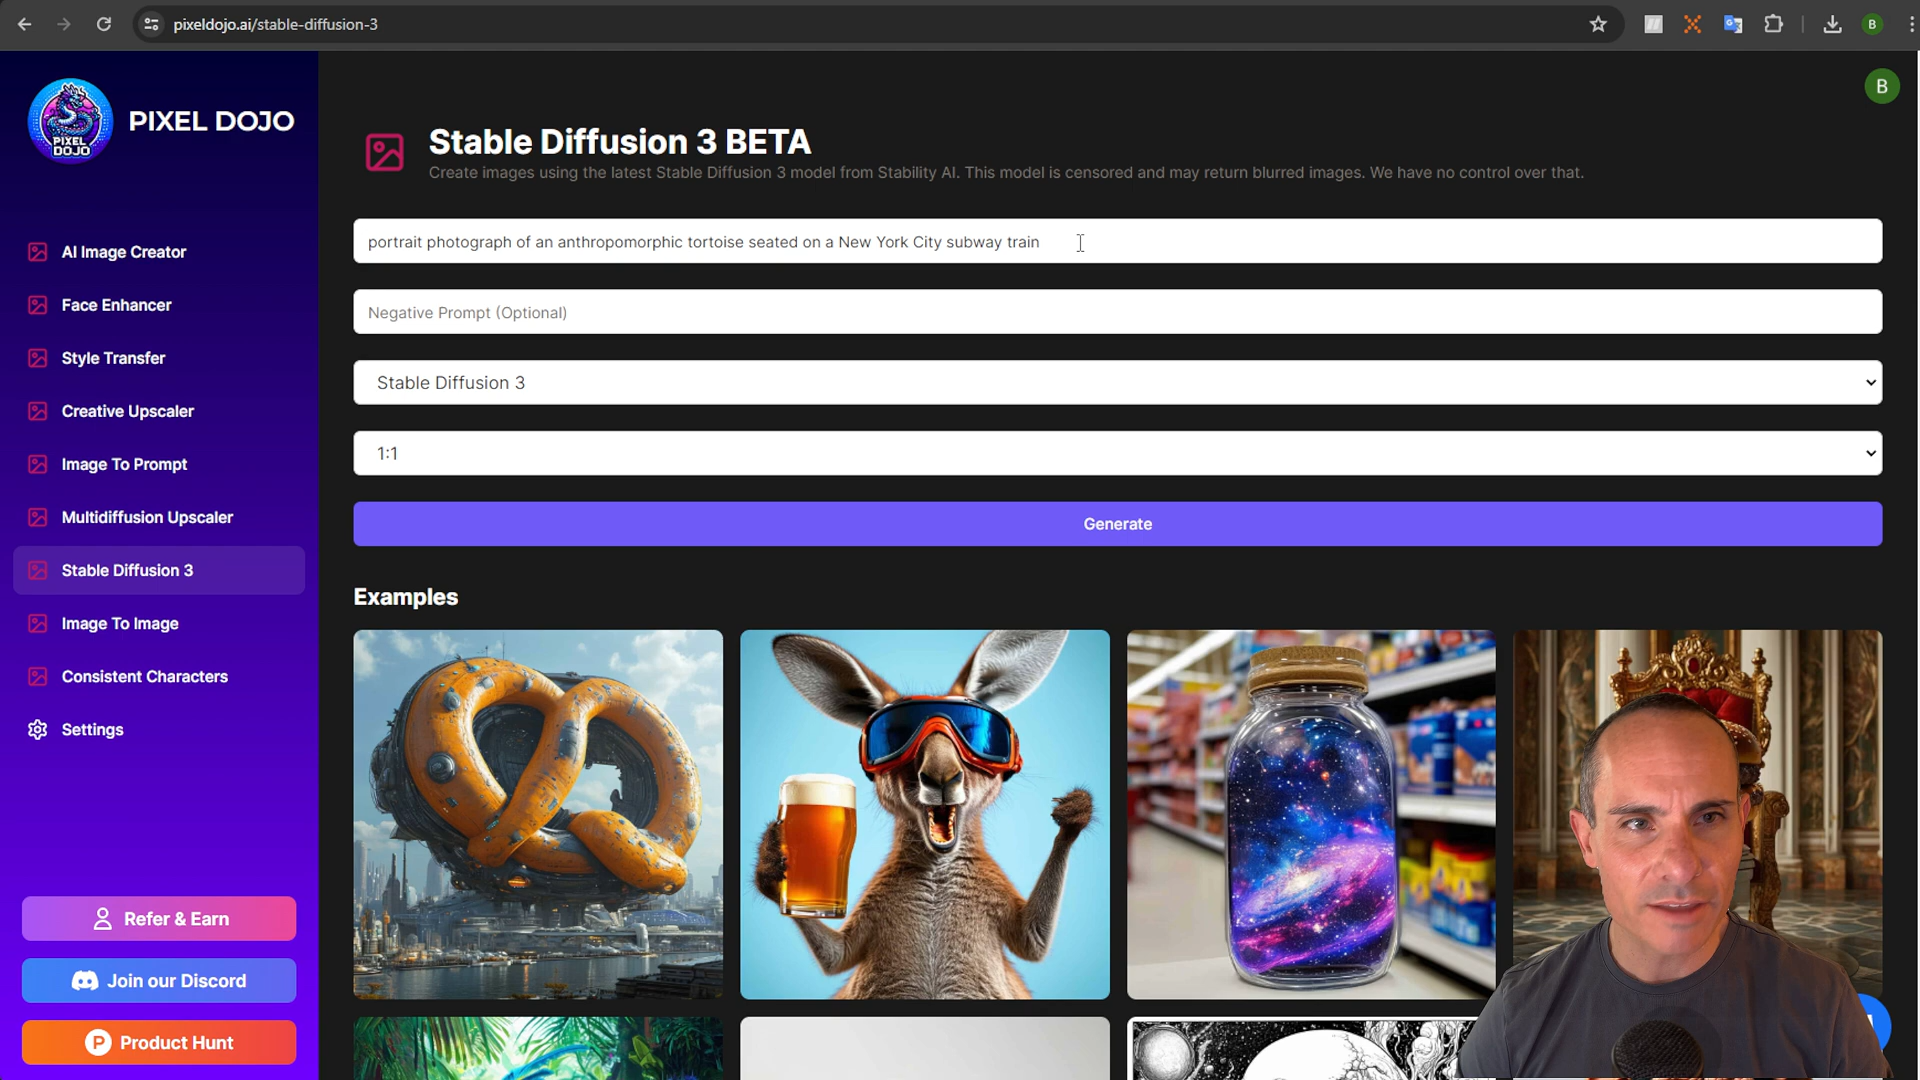 pixeldojo.ai/stable-diffusion-3
B
B
PIXEL DOJO
PIXEL DOJO
Stable Diffusion 3 BETA
Create images using the latest Stable Diffusion 3 model from Stability AI. This model is censored and may return blurred images. We have no control over that.
portrait photograph of an anthropomorphic tortoise seated on a New York City subway train
Negative Prompt (Optional)
Stable Diffusion 3
1:1
Generate
AI Image Creator
Face Enhancer
Style Transfer
Creative Upscaler
Image To Prompt
Multidiffusion Upscaler
Stable Diffusion 3
Image To Image
Consistent Characters
Settings
Refer & Earn
Join our Discord
P Product Hunt
Examples